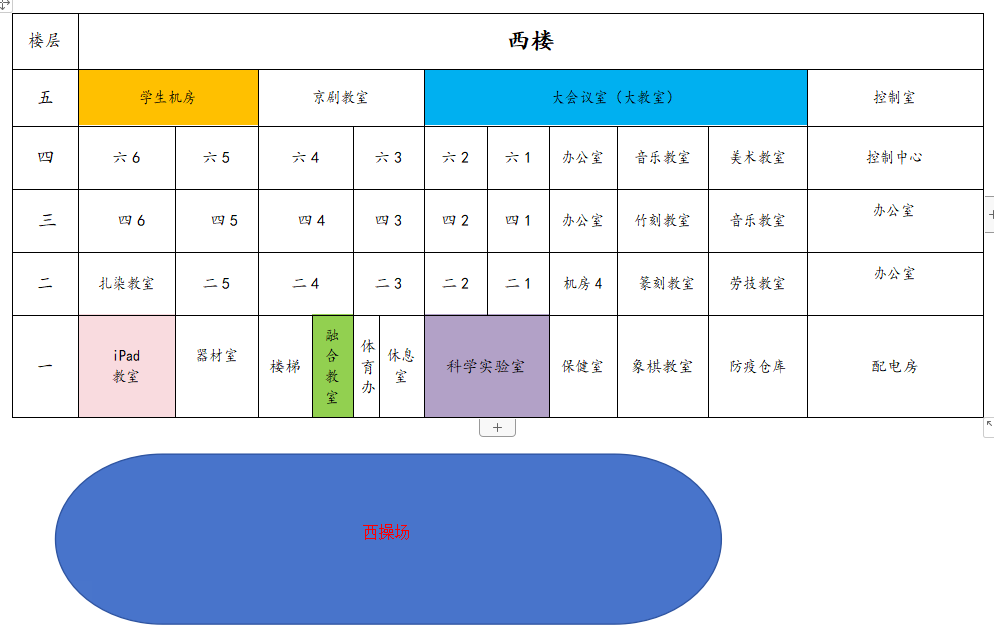 楼层 西楼
五 学生机房 京剧教室 大会议室（大教室） 控制室
四 六6 六5 六4 六3 六2 六1 办公室 音乐教室 美术教室 控制中心
三 四6 四5 四4 四3 四2 四1 办公室 竹刻教室 音乐教室 办公室
二 扎染教室 二5 二4 二3 二2 二1 机房4 篆刻教室 劳技教室 办公室
一 iPad
教室 器材室 楼梯 融
合
教
室 体
育
办 休息
室 科学实验室 保健室 象棋教室 防疫仓库 配电房
西操场